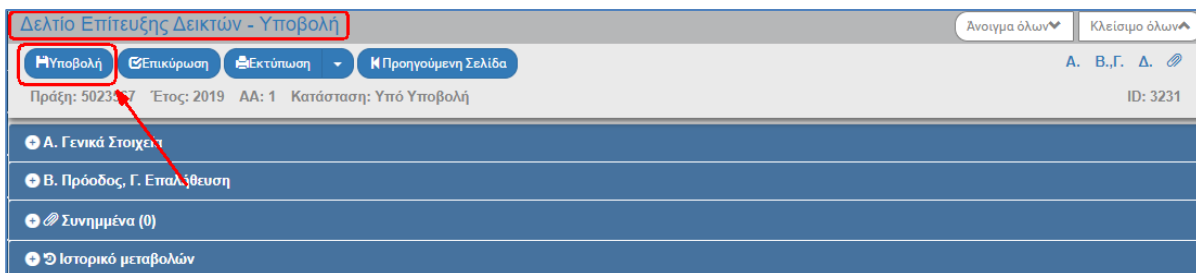 Δελτίο Επίτευξης Δεικτών - Υποβολή Άνοιγμα όλων Κλείσιμο όλων
Υποβολή Επικύρωση Εκτύπωση Προηγούμενη Σελίδα Α. Β.,Γ. Δ.
Πράξη: Έτος: 2019 ΑΑ: 1 Κατάσταση: Υπό Υποβολή ID: 3231
Α. Γενικά Στοιχεία
Β. Πρόοδος, Γ. Επαλήθευση
Συνημμένα (0)
Ιστορικό μεταβολών